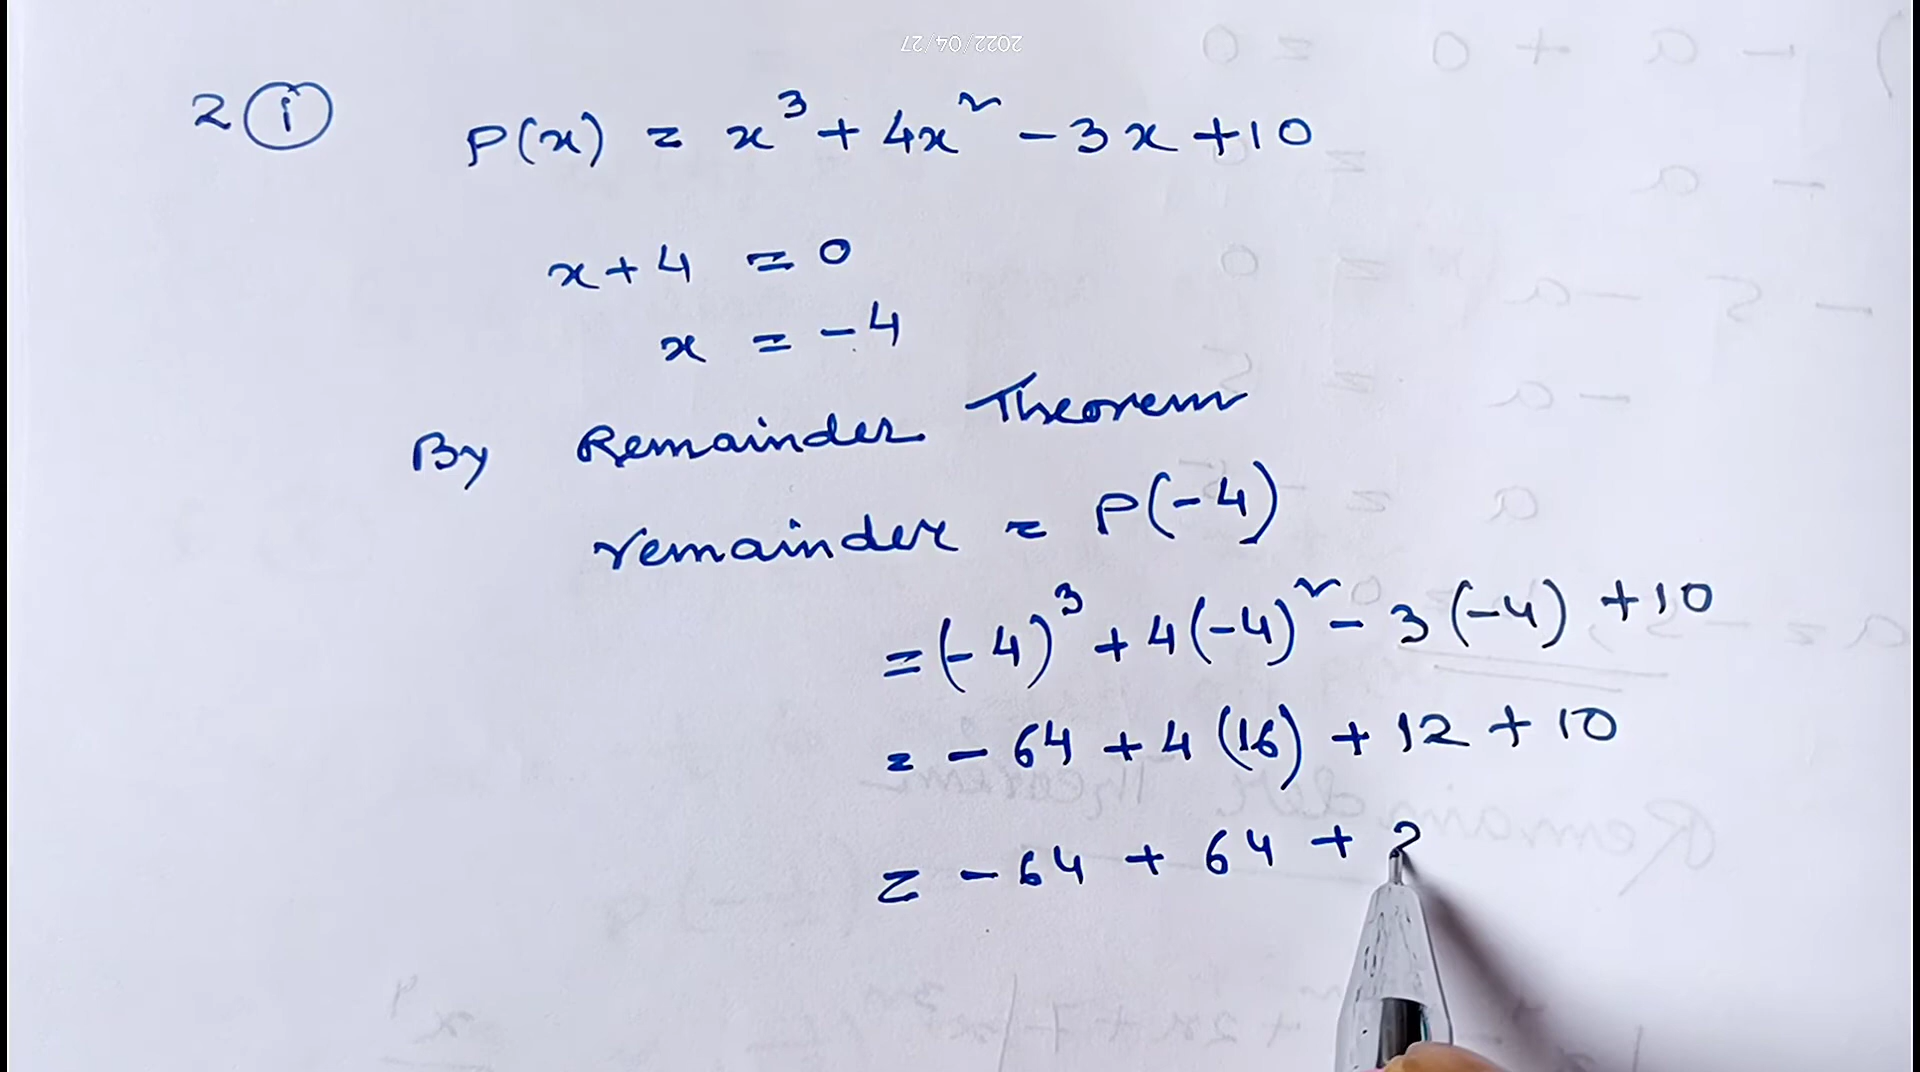 2022/04/27
2 (i) P(x) = x³ + 4x² - 3x + 10
x + 4 = 0
x = -4
By Remainder Theorem
remainder = P(-4)
= (-4)³ + 4(-4)² - 3(-4) + 10
= - 64 + 4(16) + 12 + 10
= - 64 + 64 + 2